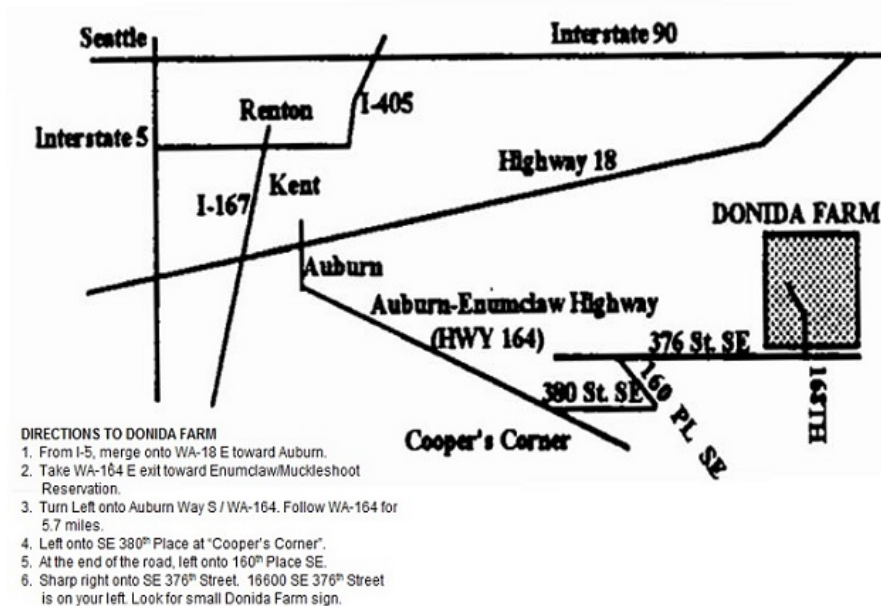 Seattle
Interstate 90
I-405
Renton
Interstate 5
Highway 18
Kent
I-167
DONIDA FARM
Auburn
Auburn-Enumclaw Highway
(HWY 164)
376 St. SE
380 St. SE
160 PL SE
168TH
Cooper's Corner
DIRECTIONS TO DONIDA FARM
1. From I-5, merge onto WA-18 E toward Auburn.
2. Take WA-164 E exit toward Enumclaw/Muckleshoot
Reservation.
3. Turn Left onto Auburn Way S / WA-164. Follow WA-164 for
5.7 miles.
4. Left onto SE 380th Place at “Cooper's Corner”.
5. At the end of the road, left onto 160th Place SE.
6. Sharp right onto SE 376th Street. 16600 SE 376th Street
is on your left. Look for small Donida Farm sign.